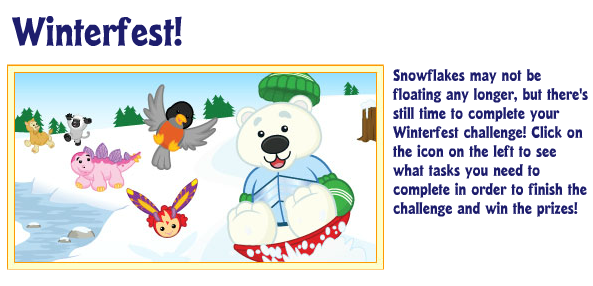 Winterfest!
Snowflakes may not be
floating any longer, but there's
still time to complete your
Winterfest challenge! Click on
the icon on the left to see
what tasks you need to
complete in order to finish the
challenge and win the prizes!